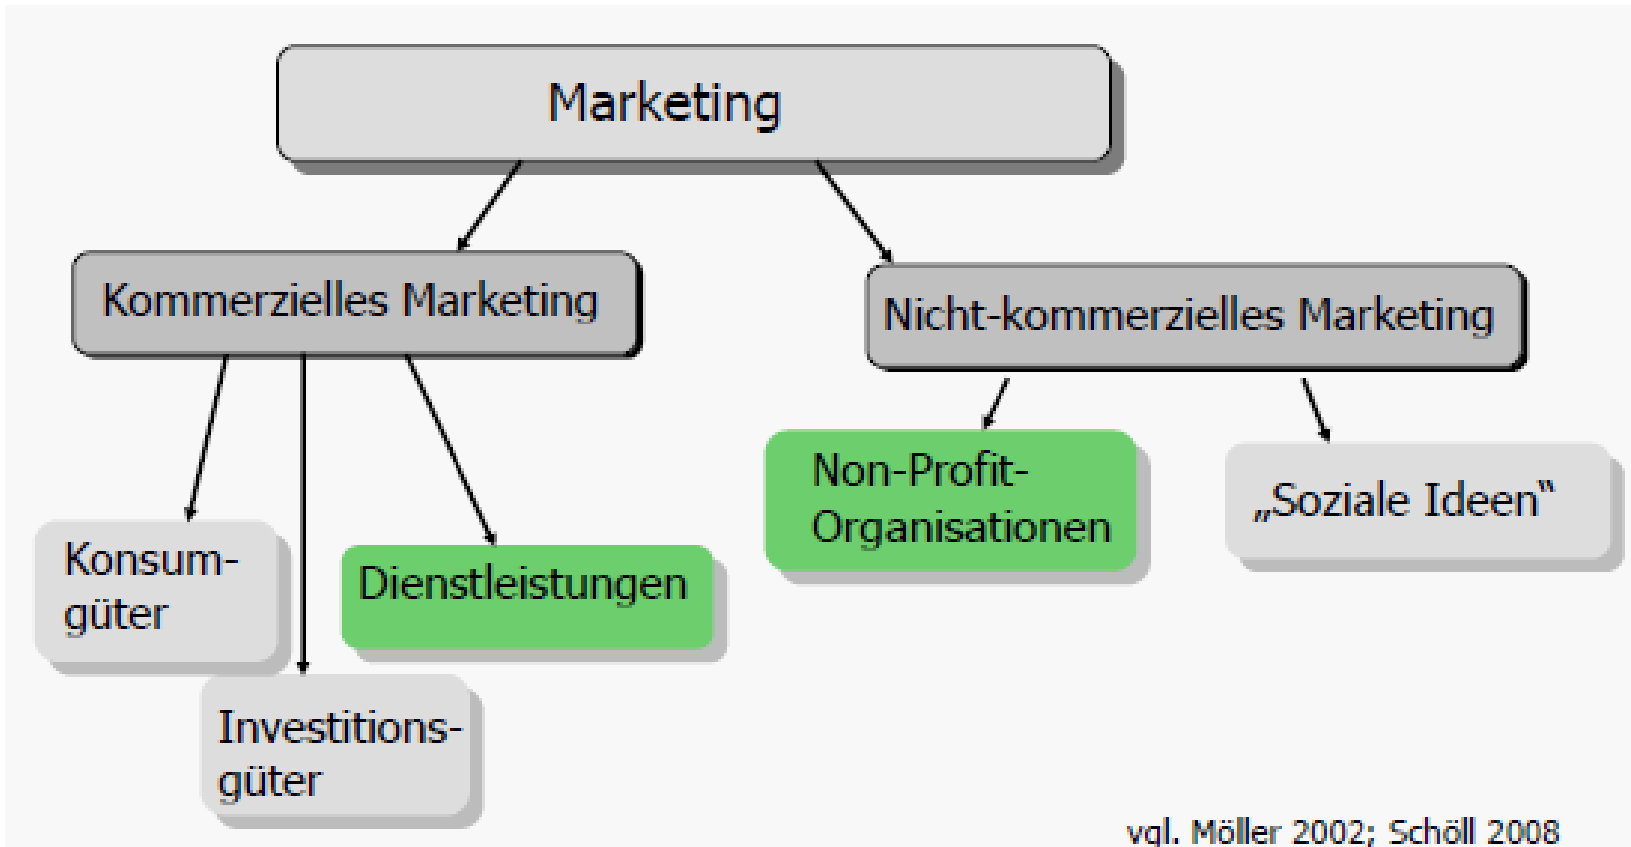 Marketing
Kommerzielles Marketing
Nicht-kommerzielles Marketing
Konsum-
güter
Investitions-
güter
Dienstleistungen
Non-Profit-
Organisationen
„Soziale Ideen“
vgl. Möller 2002; Schöll 2008